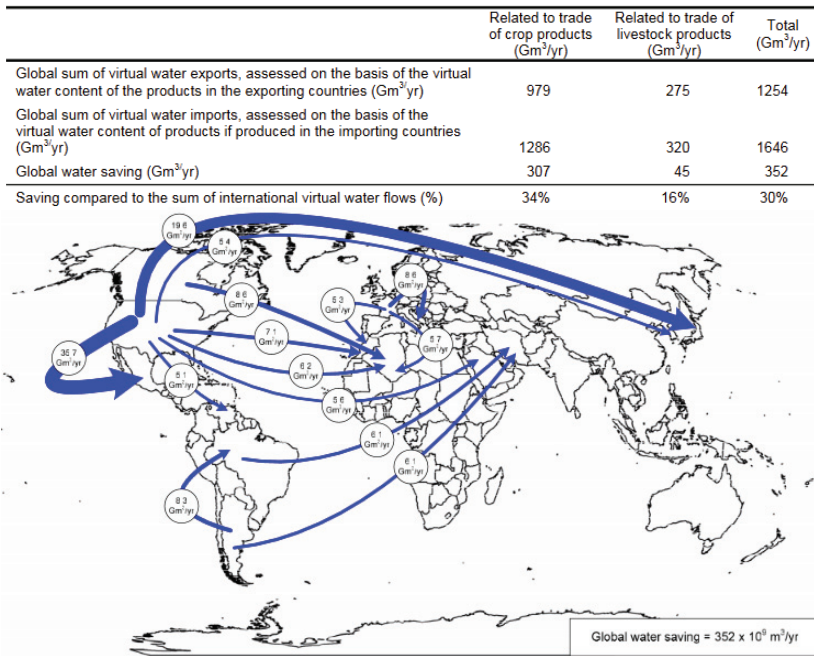 Related to trade Related to trade of Total
of crop products livestock products (Gm³/yr)
(Gm³/yr) (Gm³/yr)
Global sum of virtual water exports, assessed on the basis of the virtual
water content of the products in the exporting countries (Gm³/yr) 979 275 1254
Global sum of virtual water imports, assessed on the basis of the
virtual water content of products if produced in the importing countries
(Gm³/yr) 1286 320 1646
Global water saving (Gm³/yr) 307 45 352
Saving compared to the sum of international virtual water flows (%) 34% 16% 30%
19 6
Gm³/yr
6 4
Gm³/yr
8 6
Gm³/yr
5 3
Gm³/yr
8 6
Gm³/yr
7 1
Gm³/yr
5 7
Gm³/yr
35 7
Gm³/yr
6 2
Gm³/yr
5 1
Gm³/yr
5 6
Gm³/yr
6 1
Gm³/yr
6 1
Gm³/yr
8 3
Gm³/yr
Global water saving = 352 x 10⁹ m³/yr